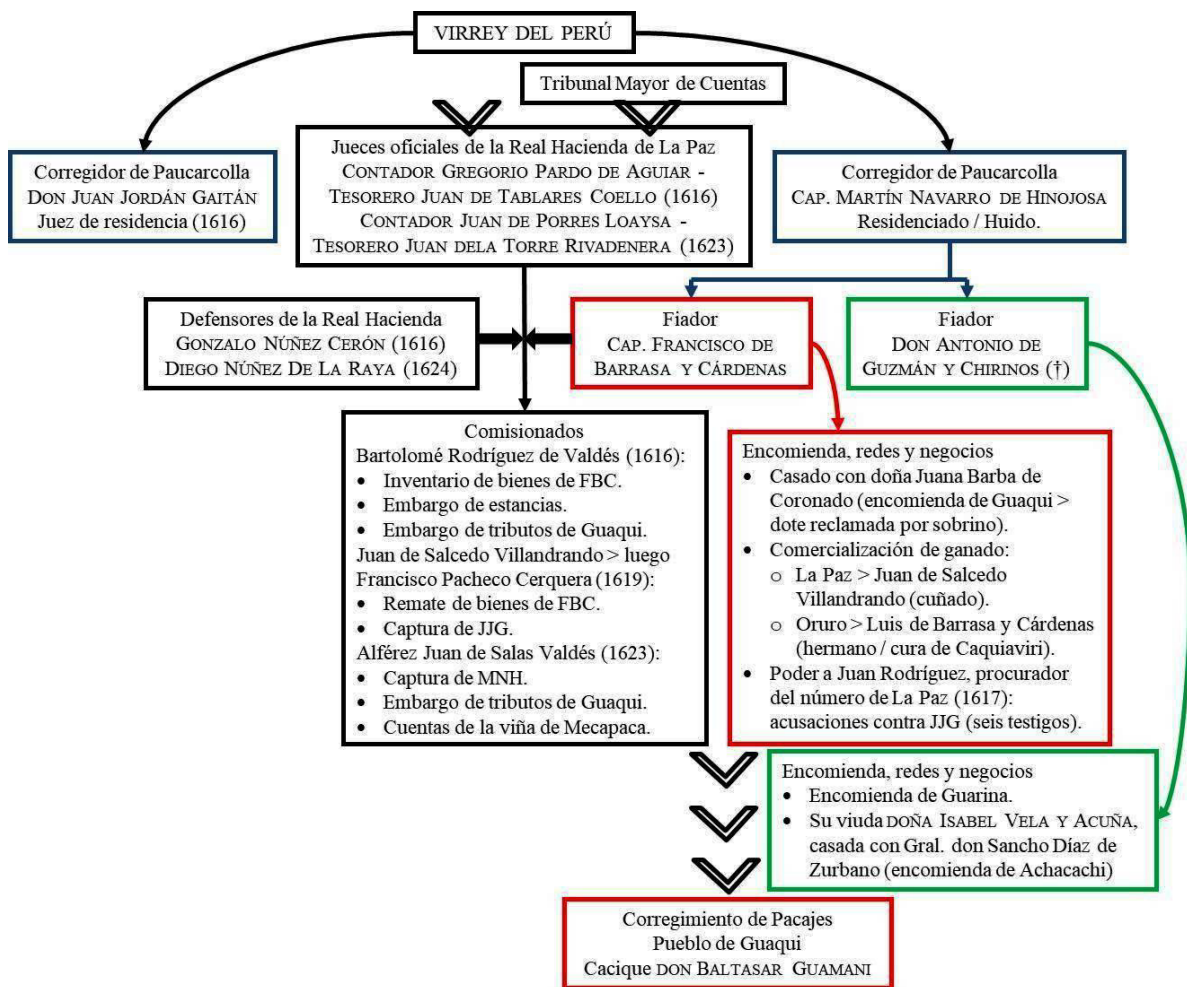 VIRREY DEL PERÚ
Tribunal Mayor de Cuentas
Corregidor de Paucarcolla
DON JUAN JORDÁN GAITÁN
Juez de residencia (1616)
Jueces oficiales de la Real Hacienda de La Paz
CONTADOR GREGORIO PARDO DE AGUIAR -
TESORERO JUAN DE TABLARES COELLO (1616)
CONTADOR JUAN DE PORRES LOAYSA -
TESORERO JUAN DELA TORRE RIVADENERA (1623)
Corregidor de Paucarcolla
CAP. MARTÍN NAVARRO DE HINOJOSA
Residenciado / Huido.
Defensores de la Real Hacienda
GONZALO NÚÑEZ CERÓN (1616)
DIEGO NÚÑEZ DE LA RAYA (1624)
Fiador
CAP. FRANCISCO DE
BARRASA Y CÁRDENAS
Fiador
DON ANTONIO DE
GUZMÁN Y CHIRINOS (†)
Comisionados
Bartolomé Rodríguez de Valdés (1616):
• Inventario de bienes de FBC.
• Embargo de estancias.
• Embargo de tributos de Guaqui.
Juan de Salcedo Villandrando > luego
Francisco Pacheco Cerquera (1619):
• Remate de bienes de FBC.
• Captura de JJG.
Alférez Juan de Salas Valdés (1623):
• Captura de MNH.
• Embargo de tributos de Guaqui.
• Cuentas de la viña de Mecapaca.
Encomienda, redes y negocios
• Casado con doña Juana Barba de
Coronado (encomienda de Guaqui >
dote reclamada por sobrino).
• Comercialización de ganado:
o La Paz > Juan de Salcedo
Villandrando (cuñado).
o Oruro > Luis de Barrasa y Cárdenas
(hermano / cura de Caquiaviri).
• Poder a Juan Rodríguez, procurador
del número de La Paz (1617):
acusaciones contra JJG (seis testigos).
Encomienda, redes y negocios
• Encomienda de Guarina.
• Su viuda DOÑA ISABEL VELA Y ACUÑA,
casada con Gral. don Sancho Díaz de
Zurbano (encomienda de Achacachi)
Corregimiento de Pacajes
Pueblo de Guaqui
Cacique DON BALTASAR GUAMANI